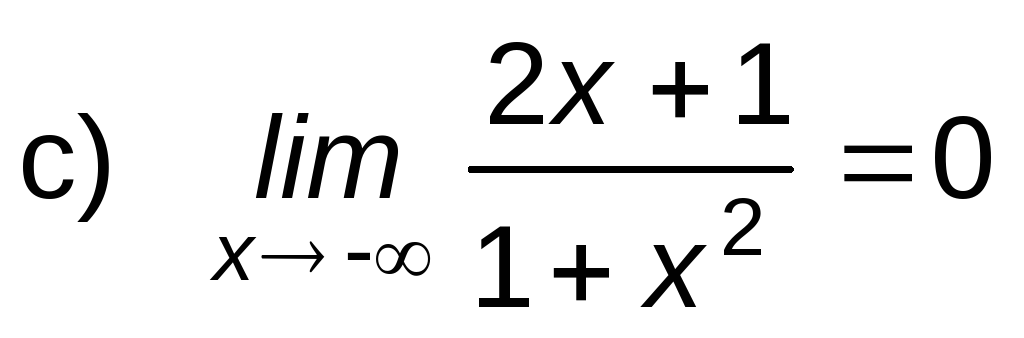 c) lim x→ -∞ (2x + 1)/(1 + x²) = 0